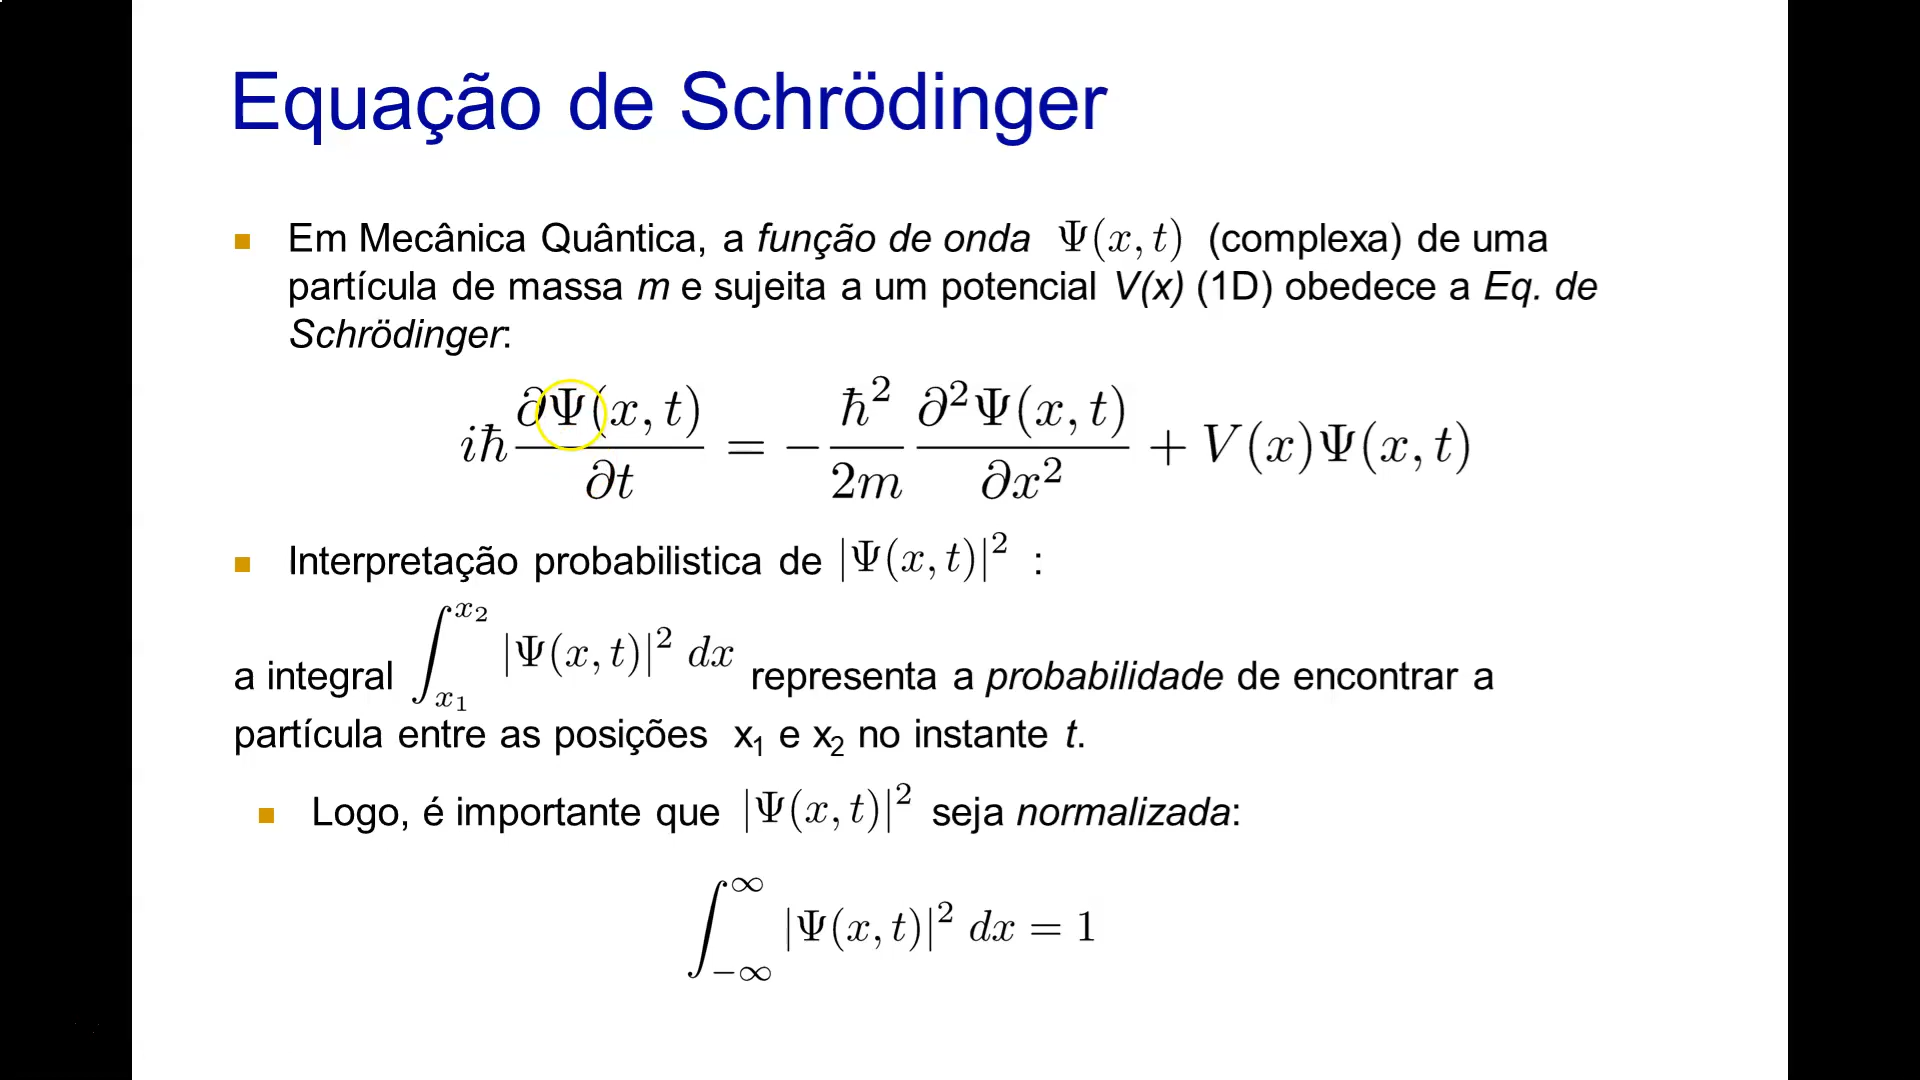 Equação de Schrödinger
Em Mecânica Quântica, a função de onda Ψ(x, t) (complexa) de uma
partícula de massa m e sujeita a um potencial V(x) (1D) obedece a Eq. de
Schrödinger:
iħ ∂Ψ(x, t)/∂t = −ħ²/2m ∂²Ψ(x, t)/∂x² + V(x)Ψ(x, t)
Interpretação probabilistica de |Ψ(x, t)|² :
a integral ∫_{x₁}^{x₂} |Ψ(x, t)|² dx representa a probabilidade de encontrar a
partícula entre as posições x₁ e x₂ no instante t.
Logo, é importante que |Ψ(x, t)|² seja normalizada:
∫_{−∞}^{∞} |Ψ(x, t)|² dx = 1